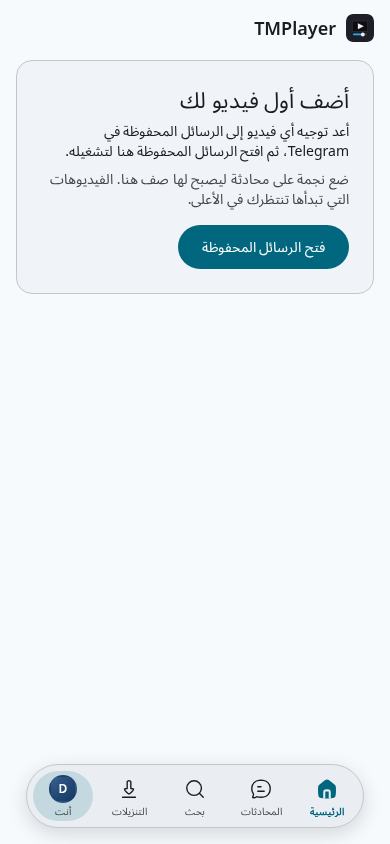 TMPlayer
أضف أول فيديو لك
أعد توجيه أي فيديو إلى الرسائل المحفوظة في
Telegram، ثم افتح الرسائل المحفوظة هنا لتشغيله.
ضع نجمة على محادثة ليصبح لها صف هنا. الفيديوهات
التي تبدأها تنتظرك في الأعلى.
فتح الرسائل المحفوظة
الرئيسية
المحادثات
بحث
التنزيلات
D
أنت